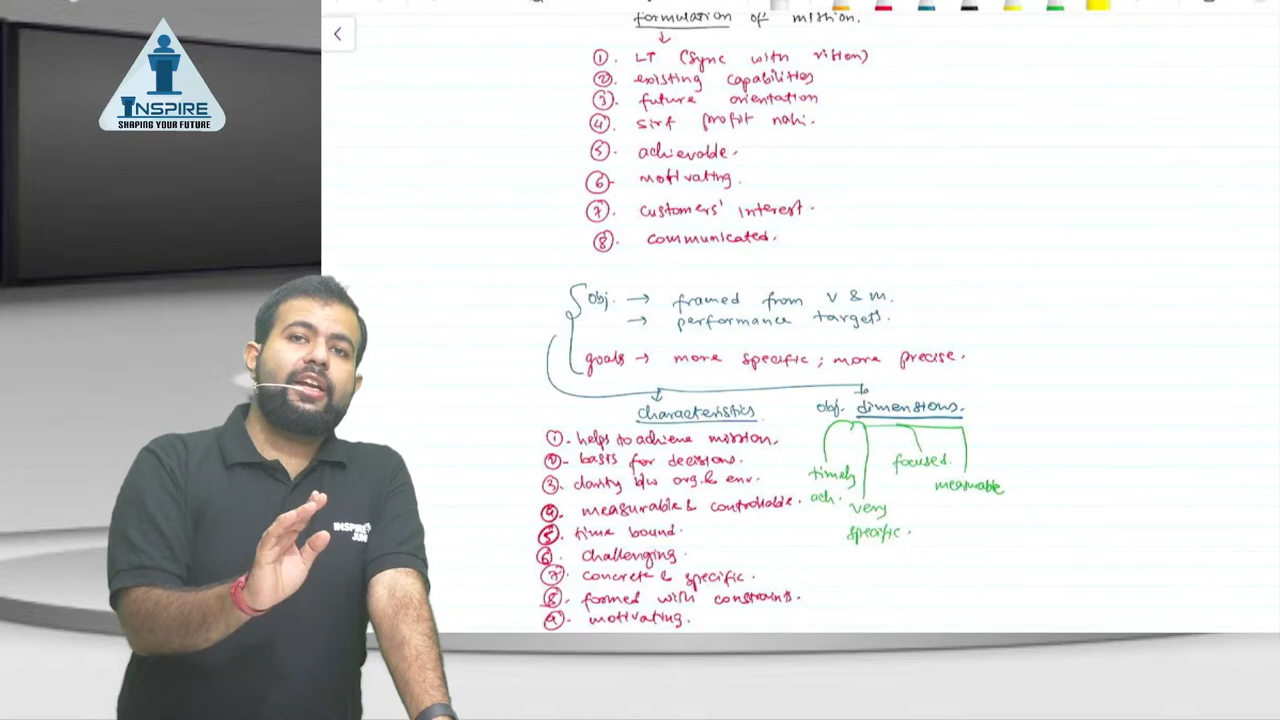 INSPIRE
SHAPING YOUR FUTURE
formulation of mission.
① . LT (Sync with vision)
② . existing capabilities
③ . future orientation
④ . sirf profit nahi.
⑤ . achievable.
⑥ - motivating.
⑦ . customers' interest.
⑧ . communicated.
obj. → framed from v & m.
→ performance targets.
goals → more specific ; more precise.
characteristics
① . helps to achieve mission.
② - basis for decisions.
③ . clarity b/w org. & env.
④ . measurable & controllable.
⑤ . time bound.
⑥ . challenging.
⑦ . concrete & specific.
⑧ . formed with constraints.
⑨ . motivating.
obj. dimensions.
timely
ach.
very
specific.
focused.
measurable
INSPIRE